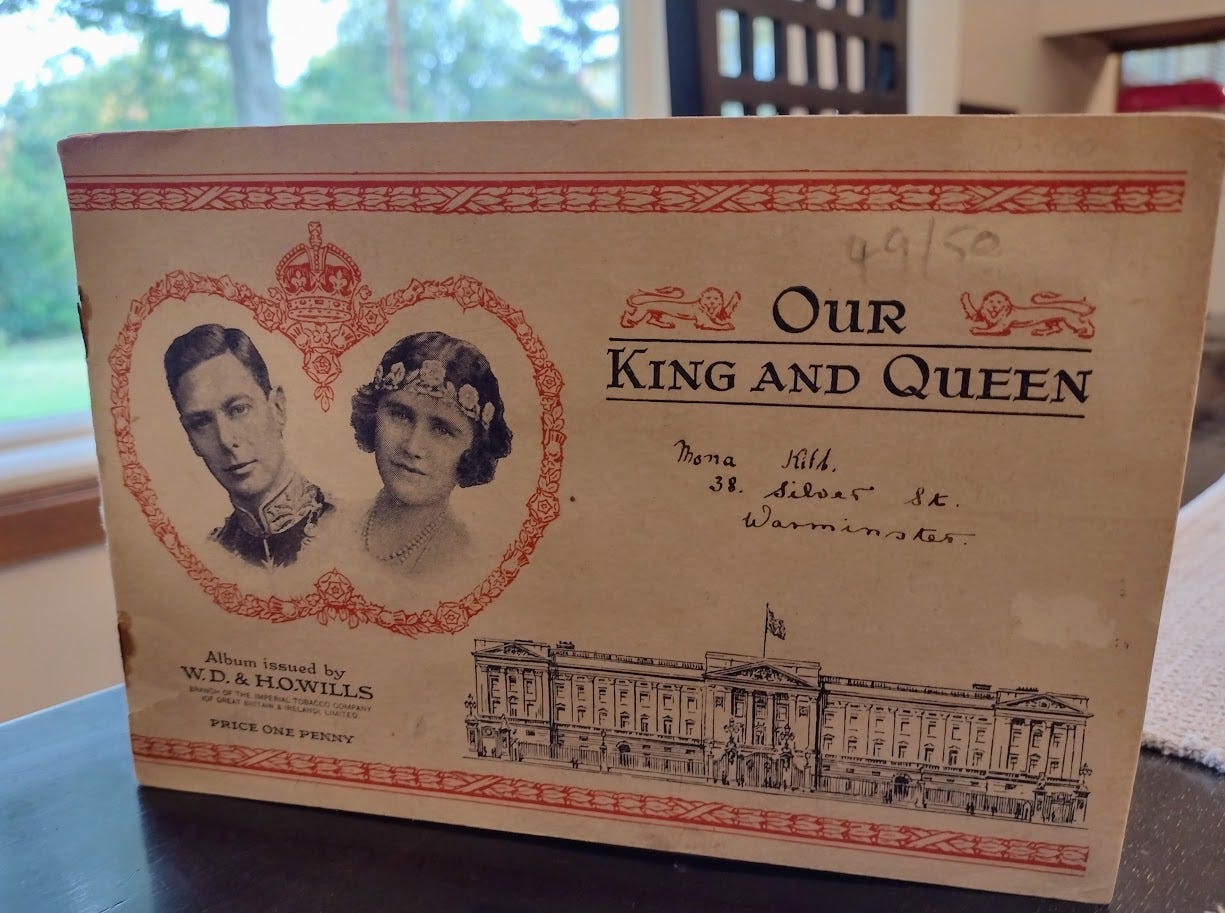 49/50
OUR
KING AND QUEEN
Mona
38. Silver St.
Warminster.
Album issued by
W.D. & H.O.WILLS
BRANCH OF THE IMPERIAL TOBACCO COMPANY
(OF GREAT BRITAIN & IRELAND), LIMITED.
PRICE ONE PENNY